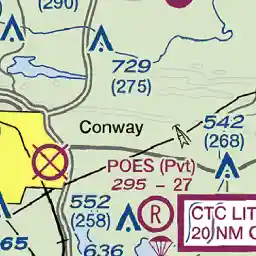 (290)
729
(275)
Conway
542
(268)
POES (Pvt)
295 - 27
552
(258)
R
CTC LIT
20 NM
65
636